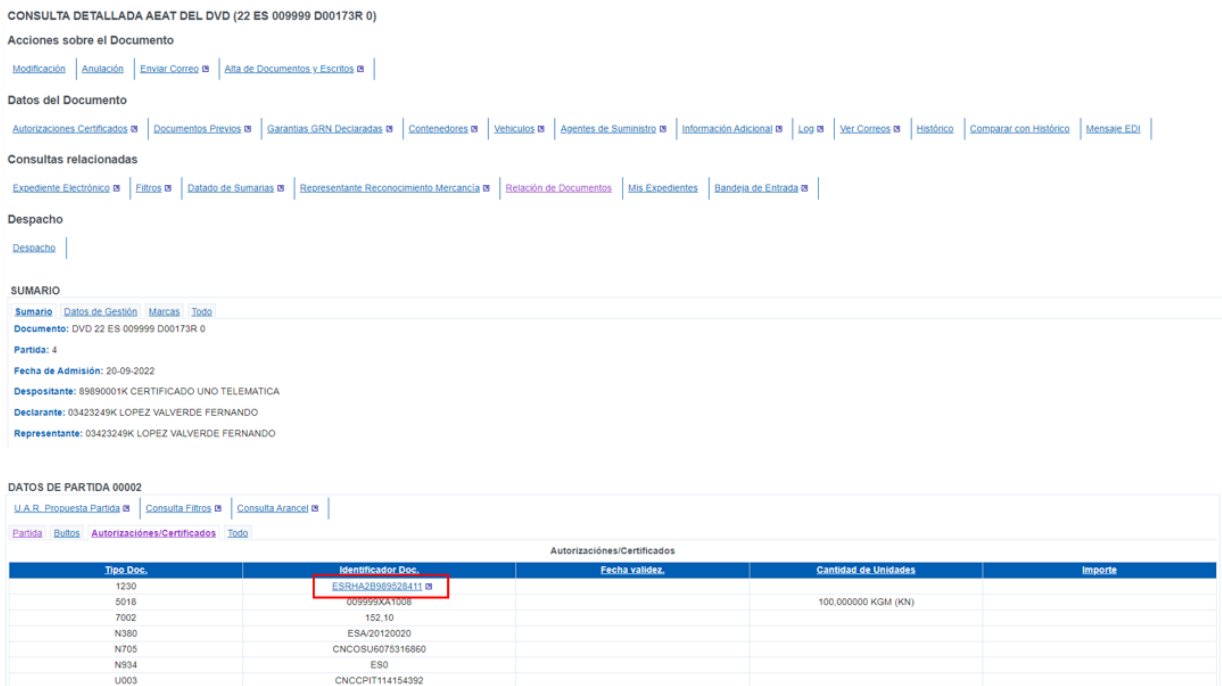 CONSULTA DETALLADA AEAT DEL DVD (22 ES 009999 D00173R 0)
Acciones sobre el Documento
Modificación Anulación Enviar Correo Alta de Documentos y Escritos
Datos del Documento
Autorizaciones Certificados Documentos Previos Garantias GRN Declaradas Contenedores Vehiculos Agentes de Suministro Información Adicional Log Ver Correos Histórico Comparar con Histórico Mensaje EDI
Consultas relacionadas
Expediente Electrónico Filtros Datado de Sumarias Representante Reconocimiento Mercancía Relación de Documentos Mis Expedientes Bandeja de Entrada
Despacho
Despacho
SUMARIO
Sumario Datos de Gestión Marcas Todo
Documento: DVD 22 ES 009999 D00173R 0
Partida: 4
Fecha de Admisión: 20-09-2022
Despositante: 89890001K CERTIFICADO UNO TELEMATICA
Declarante: 03423249K LOPEZ VALVERDE FERNANDO
Representante: 03423249K LOPEZ VALVERDE FERNANDO
DATOS DE PARTIDA 00002
U.A.R. Propuesta Partida Consulta Filtros Consulta Arancel
Partida Bultos Autorizaciónes/Certificados Todo
Autorizaciónes/Certificados
Tipo Doc. Identificador Doc. Fecha validez. Cantidad de Unidades Importe
1230 ESRHA2B989528411
5018 009999XA1008 100,000000 KGM (KN)
7002 152,10
N380 ESA/20120020
N705 CNCOSU6075316860
N934 ES0
U003 CNCCPIT114154392